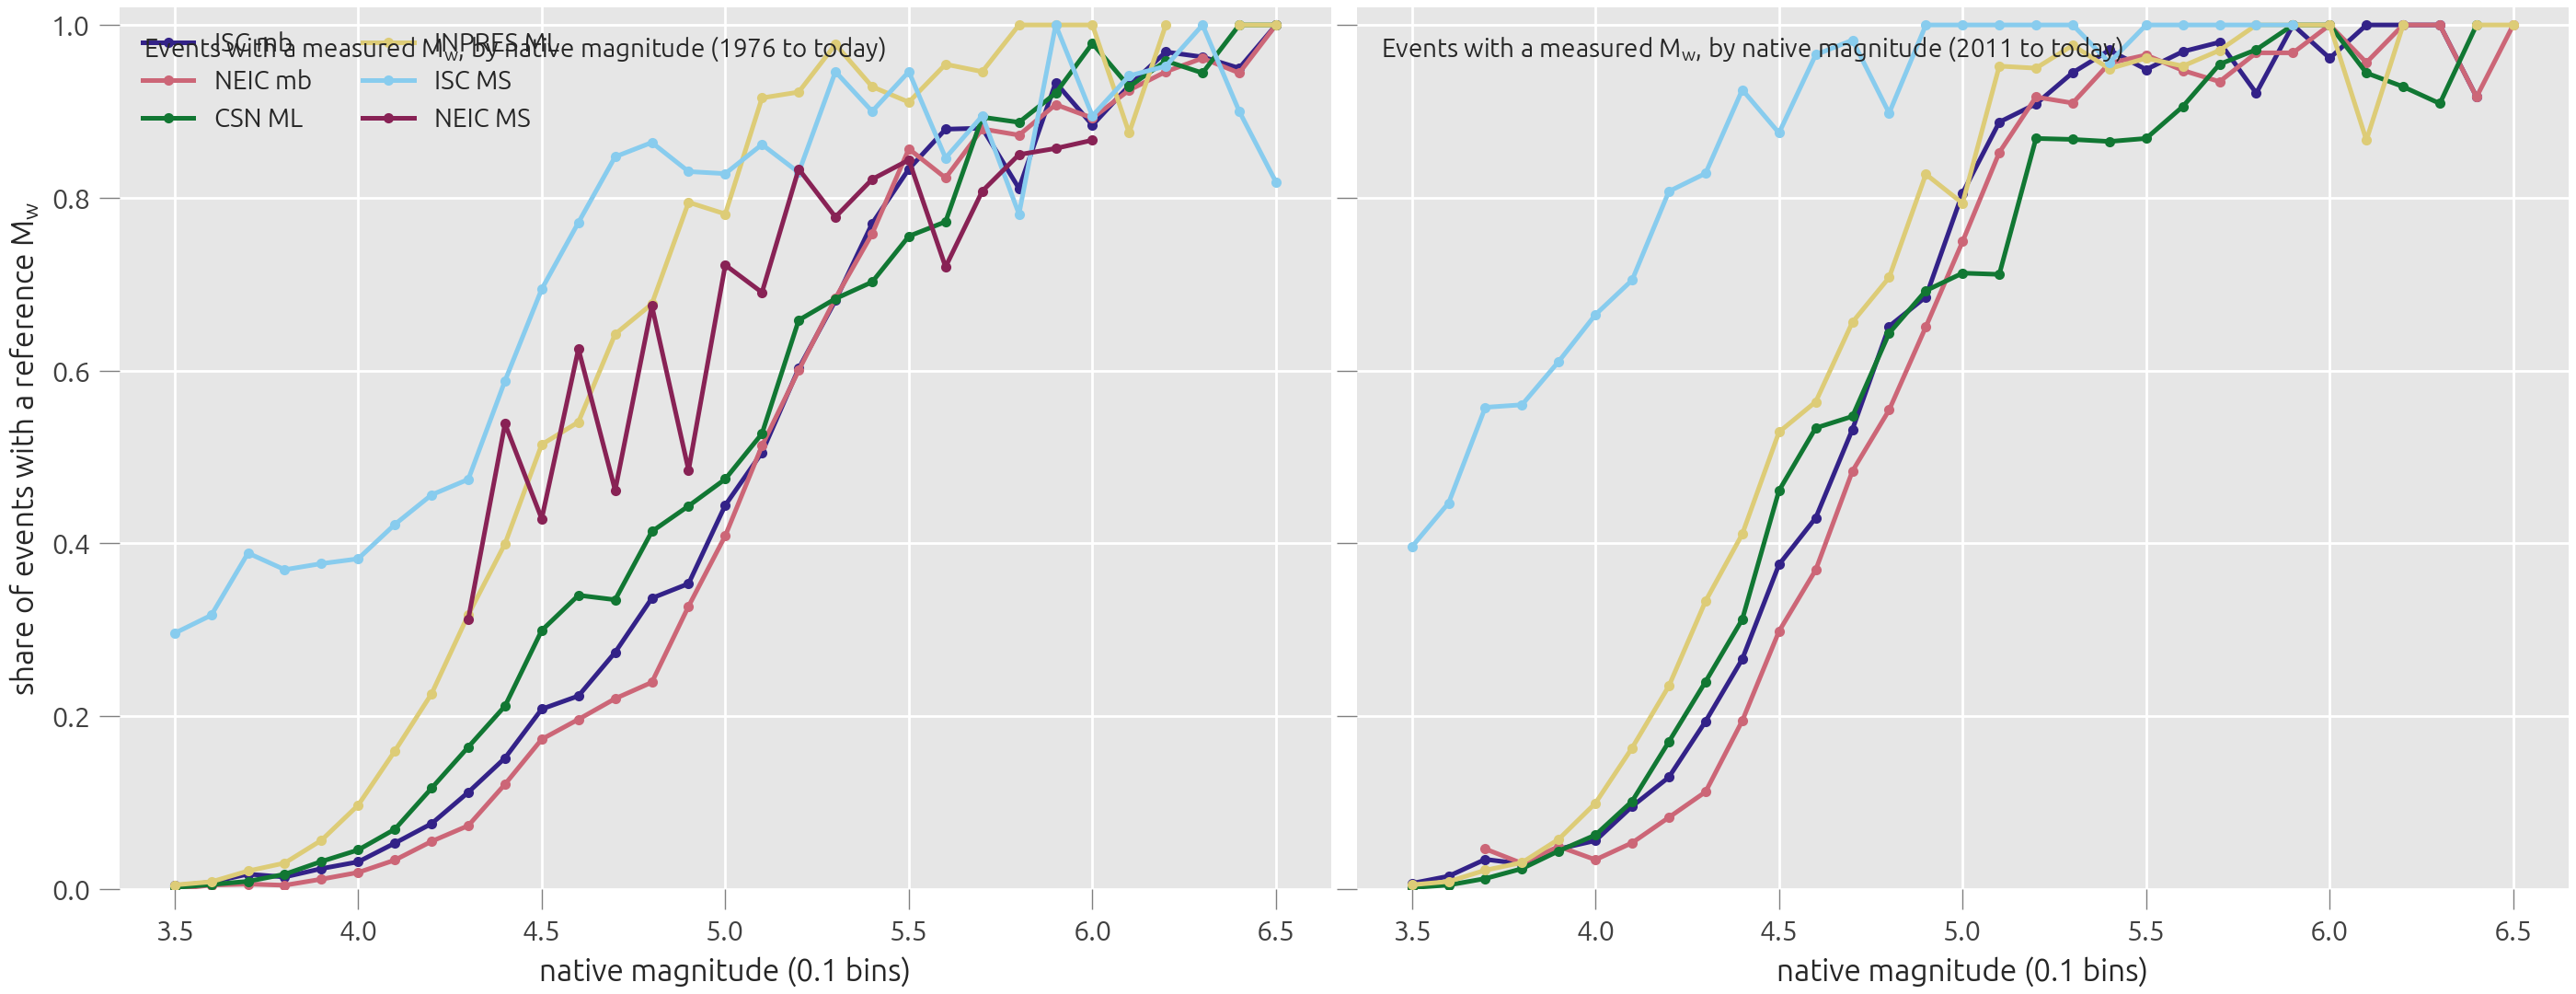 Events with a measured Mw, by native magnitude (1976 to today)
ISC mb
NEIC mb
CSN ML
INPRES ML
ISC MS
NEIC MS
share of events with a reference Mw
1.0
0.8
0.6
0.4
0.2
0.0
3.5 4.0 4.5 5.0 5.5 6.0 6.5
native magnitude (0.1 bins)
Events with a measured Mw, by native magnitude (2011 to today)
3.5 4.0 4.5 5.0 5.5 6.0 6.5
native magnitude (0.1 bins)